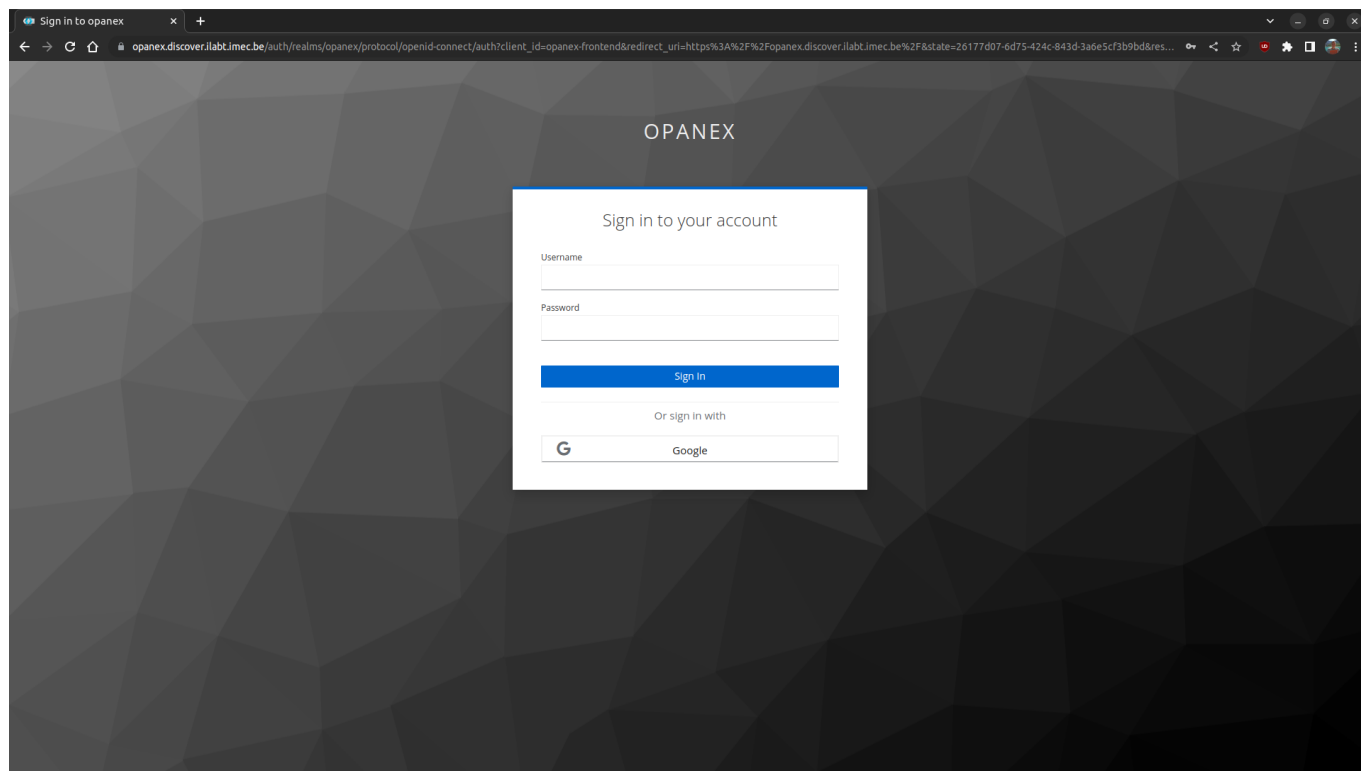 Sign in to opanex
opanex.discover.ilabt.imec.be/auth/realms/opanex/protocol/openid-connect/auth?client_id=opanex-frontend&redirect_uri=https%3A%2F%2Fopanex.discover.ilabt.imec.be%2F&state=26177d07-6d75-424c-843d-3a6e5cf3b9bd&res...
OPANEX
Sign in to your account
Username
Password
Sign In
Or sign in with
G
Google